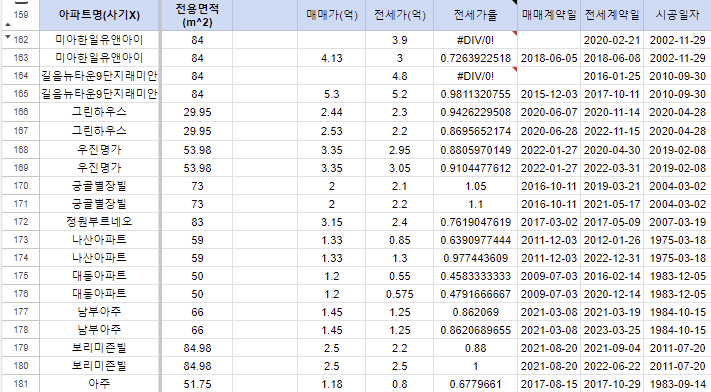 159 아파트명(사기X) 전용면적 (m^2) 매매가(억) 전세가(억) 전세가율 매매계약일 전세계약일 시공일자
162 미아한일유앤아이 84 3.9 #DIV/0! 2020-02-21 2002-11-29
163 미아한일유앤아이 84 4.13 3 0.7263922518 2018-06-05 2018-06-08 2002-11-29
164 길음뉴타운9단지래미안 84 4.8 #DIV/0! 2016-01-25 2010-09-30
165 길음뉴타운9단지래미안 84 5.3 5.2 0.9811320755 2015-12-03 2017-10-11 2010-09-30
166 그린하우스 29.95 2.44 2.3 0.9426229508 2020-06-07 2020-11-14 2020-04-28
167 그린하우스 29.95 2.53 2.2 0.8695652174 2020-06-28 2022-11-15 2020-04-28
168 우진명가 53.98 3.35 2.95 0.8805970149 2022-01-27 2020-04-30 2019-02-08
169 우진명가 53.98 3.35 3.05 0.9104477612 2022-01-27 2022-03-31 2019-02-08
170 궁골별장빌 73 2 2.1 1.05 2016-10-11 2019-03-21 2004-03-02
171 궁골별장빌 73 2 2.2 1.1 2016-10-11 2021-05-17 2004-03-02
172 정원부르네오 83 3.15 2.4 0.7619047619 2017-03-02 2017-05-09 2007-03-19
173 나산아파트 59 1.33 0.85 0.6390977444 2011-12-03 2012-01-26 1975-03-18
174 나산아파트 59 1.33 1.3 0.977443609 2011-12-03 2022-12-31 1975-03-18
175 대동아파트 50 1.2 0.55 0.4583333333 2009-07-03 2016-02-14 1983-12-05
176 대동아파트 50 1.2 0.575 0.4791666667 2009-07-03 2020-12-14 1983-12-05
177 남부아주 66 1.45 1.25 0.862069 2021-03-08 2021-03-19 1984-10-15
178 남부아주 66 1.45 1.25 0.8620689655 2021-03-08 2023-03-25 1984-10-15
179 보리미즌빌 84.98 2.5 2.2 0.88 2021-08-20 2021-09-04 2011-07-20
180 보리미즌빌 84.98 2.5 2.5 1 2021-08-20 2022-06-22 2011-07-20
181 아주 51.75 1.18 0.8 0.6779661 2017-08-15 2017-10-29 1983-09-14